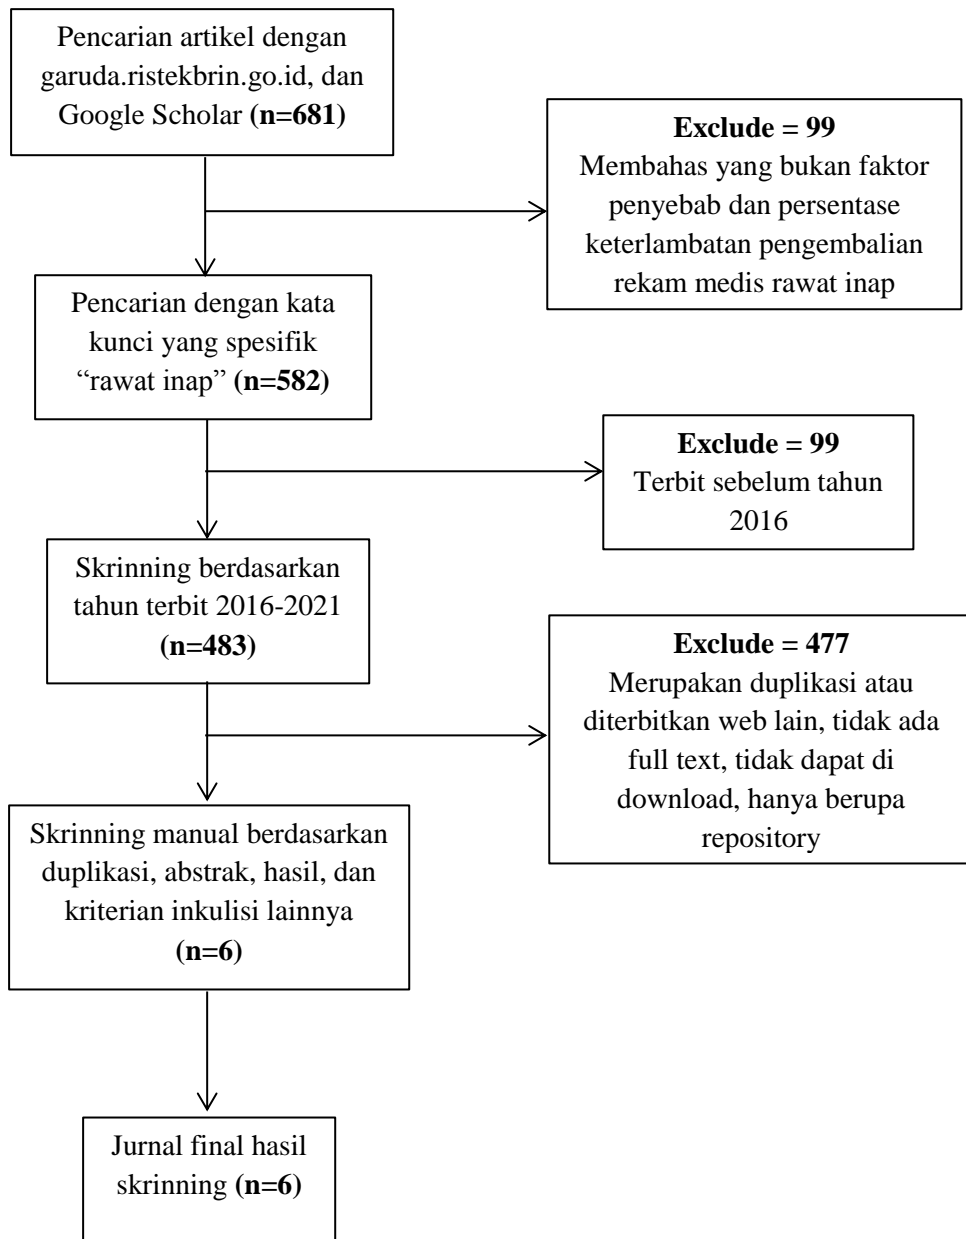 Pencarian artikel dengan
garuda.ristekbrin.go.id, dan
Google Scholar (n=681)
Exclude = 99
Membahas yang bukan faktor
penyebab dan persentase
keterlambatan pengembalian
rekam medis rawat inap
Pencarian dengan kata
kunci yang spesifik
“rawat inap” (n=582)
Exclude = 99
Terbit sebelum tahun
2016
Skrinning berdasarkan
tahun terbit 2016-2021
(n=483)
Exclude = 477
Merupakan duplikasi atau
diterbitkan web lain, tidak ada
full text, tidak dapat di
download, hanya berupa
repository
Skrinning manual berdasarkan
duplikasi, abstrak, hasil, dan
kriterian inkulisi lainnya
(n=6)
Jurnal final hasil
skrinning (n=6)